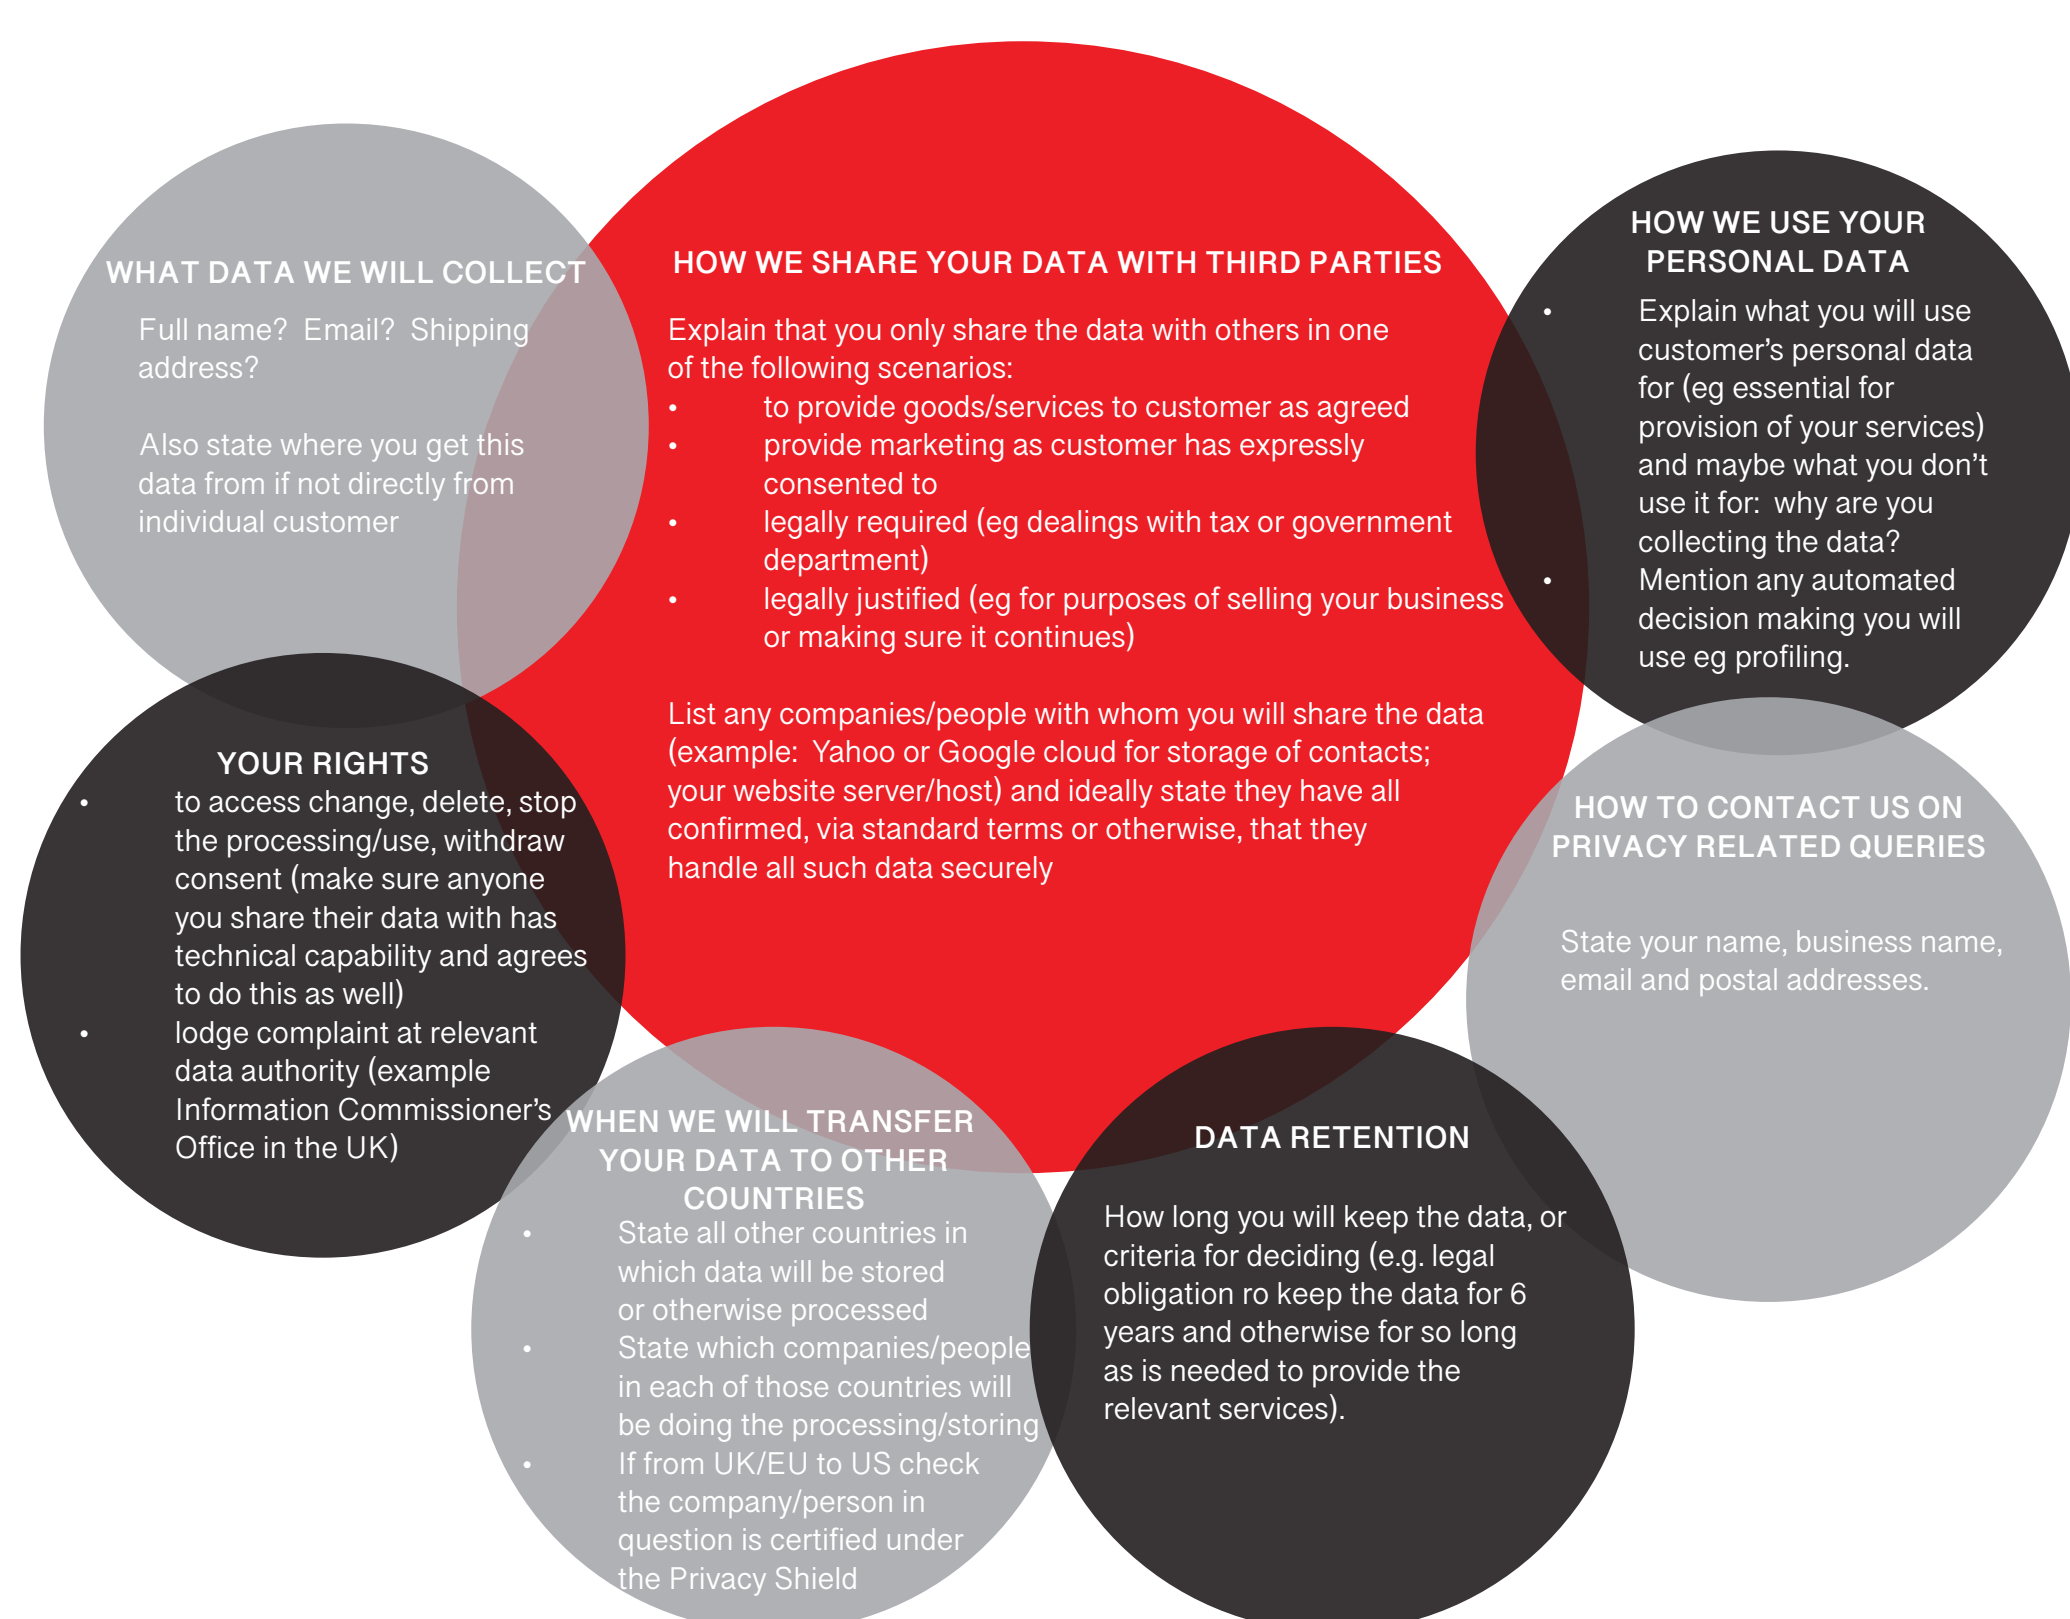 WHAT DATA WE WILL COLLECT
Full name?  Email?  Shipping
address?
Also state where you get this
data from if not directly from
individual customer
HOW WE SHARE YOUR DATA WITH THIRD PARTIES
Explain that you only share the data with others in one
of the following scenarios:
• to provide goods/services to customer as agreed
• provide marketing as customer has expressly
consented to
• legally required (eg dealings with tax or government
department)
• legally justified (eg for purposes of selling your business
or making sure it continues)
List any companies/people with whom you will share the data
(example:  Yahoo or Google cloud for storage of contacts;
your website server/host) and ideally state they have all
confirmed, via standard terms or otherwise, that they
handle all such data securely
HOW WE USE YOUR
PERSONAL DATA
• Explain what you will use
customer's personal data
for (eg essential for
provision of your services)
and maybe what you don't
use it for:  why are you
collecting the data?
• Mention any automated
decision making you will
use eg profiling.
YOUR RIGHTS
• to access change, delete, stop
the processing/use, withdraw
consent (make sure anyone
you share their data with has
technical capability and agrees
to do this as well)
• lodge complaint at relevant
data authority (example
Information Commissioner's
Office in the UK)
HOW TO CONTACT US ON
PRIVACY RELATED QUERIES
State your name, business name,
email and postal addresses.
WHEN WE WILL TRANSFER
YOUR DATA TO OTHER
COUNTRIES
• State all other countries in
which data will be stored
or otherwise processed
• State which companies/people
in each of those countries will
be doing the processing/storing
• If from UK/EU to US check
the company/person in
question is certified under
the Privacy Shield
DATA RETENTION
How long you will keep the data, or
criteria for deciding (e.g. legal
obligation ro keep the data for 6
years and otherwise for so long
as is needed to provide the
relevant services).